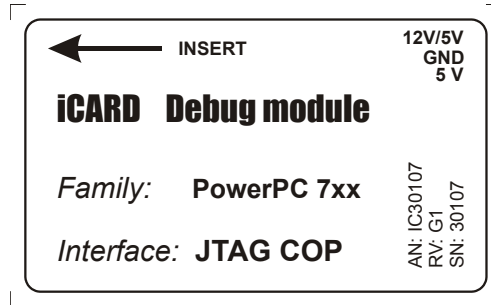 INSERT
12V/5V
GND
5 V
iCARD Debug module
Family: PowerPC 7xx
Interface: JTAG COP
AN: IC30107
RV: G1
SN: 30107